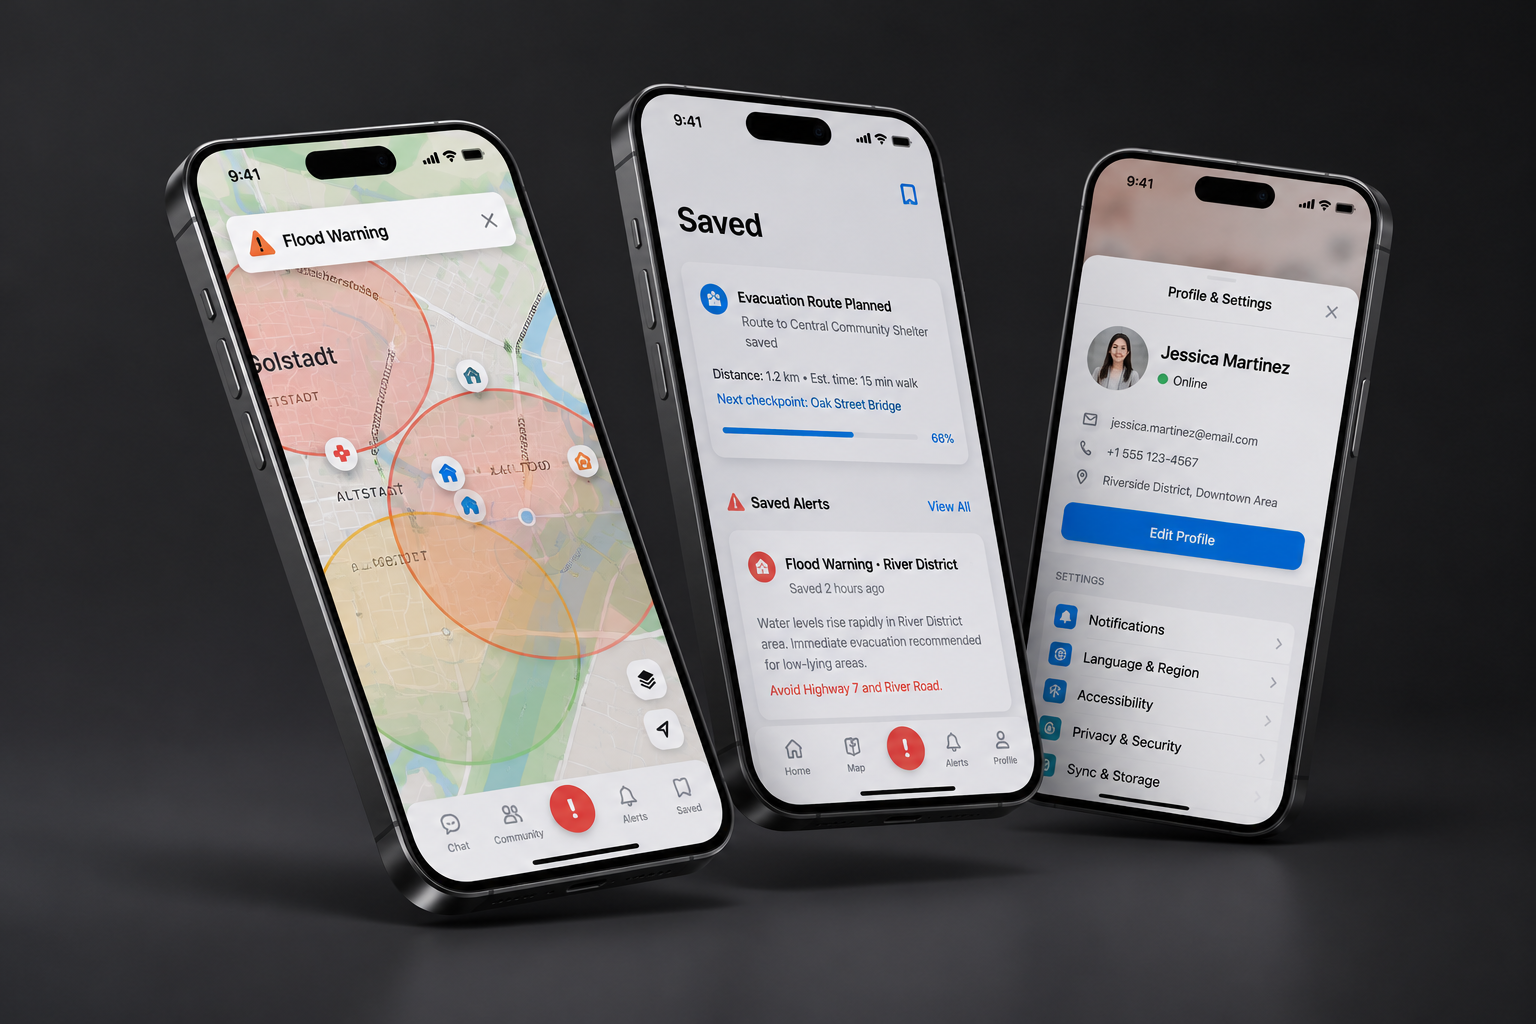 9:41
Flood Warning
Golstadt
ALTSTADT
Chat
Community
Alerts
Saved
9:41
Saved
Evacuation Route Planned
Route to Central Community Shelter
saved
Distance: 1.2 km • Est. time: 15 min walk
Next checkpoint: Oak Street Bridge
66%
Saved Alerts
View All
Flood Warning · River District
Saved 2 hours ago
Water levels rise rapidly in River District
area. Immediate evacuation recommended
for low-lying areas.
Avoid Highway 7 and River Road.
Home
Map
Alerts
Profile
9:41
Profile & Settings
Jessica Martinez
Online
jessica.martinez@email.com
+1 555 123-4567
Riverside District, Downtown Area
Edit Profile
SETTINGS
Notifications
Language & Region
Accessibility
Privacy & Security
Sync & Storage